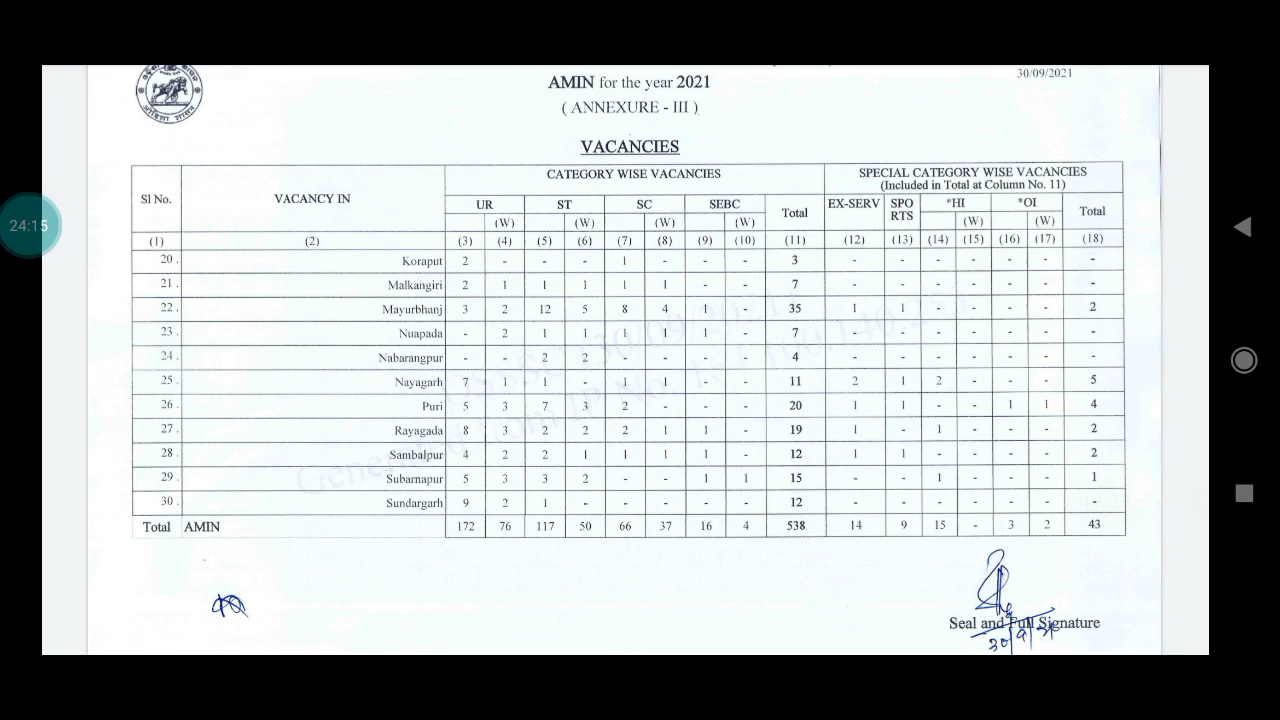 30/09/2021
AMIN for the year 2021
( ANNEXURE - III )
VACANCIES
Sl No. VACANCY IN CATEGORY WISE VACANCIES SPECIAL CATEGORY WISE VACANCIES
(Included in Total at Column No. 11)
UR ST SC SEBC Total EX-SERV SPO RTS *HI *OI Total
(W) (W) (W) (W) (W) (W)
(1) (2) (3) (4) (5) (6) (7) (8) (9) (10) (11) (12) (13) (14) (15) (16) (17) (18)
20 . Koraput 2 - - - 1 - - - 3 - - - - - - -
21 . Malkangiri 2 1 1 1 1 1 - - 7 - - - - - - -
22 . Mayurbhanj 3 2 12 5 8 4 1 - 35 1 1 - - - - 2
23 . Nuapada - 2 1 1 1 1 1 - 7 - - - - - - -
24 . Nabarangpur - - 2 2 - - - - 4 - - - - - - -
25 . Nayagarh 7 1 1 - - 1 - - 11 2 1 2 - - - 5
26 . Puri 5 3 7 3 2 - - - 20 1 1 - - 1 1 4
27 . Rayagada 8 3 2 2 2 1 1 - 19 1 - 1 - - - 2
28 . Sambalpur 4 2 2 1 1 1 1 - 12 1 1 - - - - 2
29 . Subarnapur 5 3 3 2 - - 1 1 15 - - 1 - - - 1
30 . Sundargarh 9 2 1 - - - - - 12 - - - - - - -
Total AMIN 172 76 117 50 66 37 16 4 538 14 9 15 - 3 2 43
Seal and Full Signature
24:15